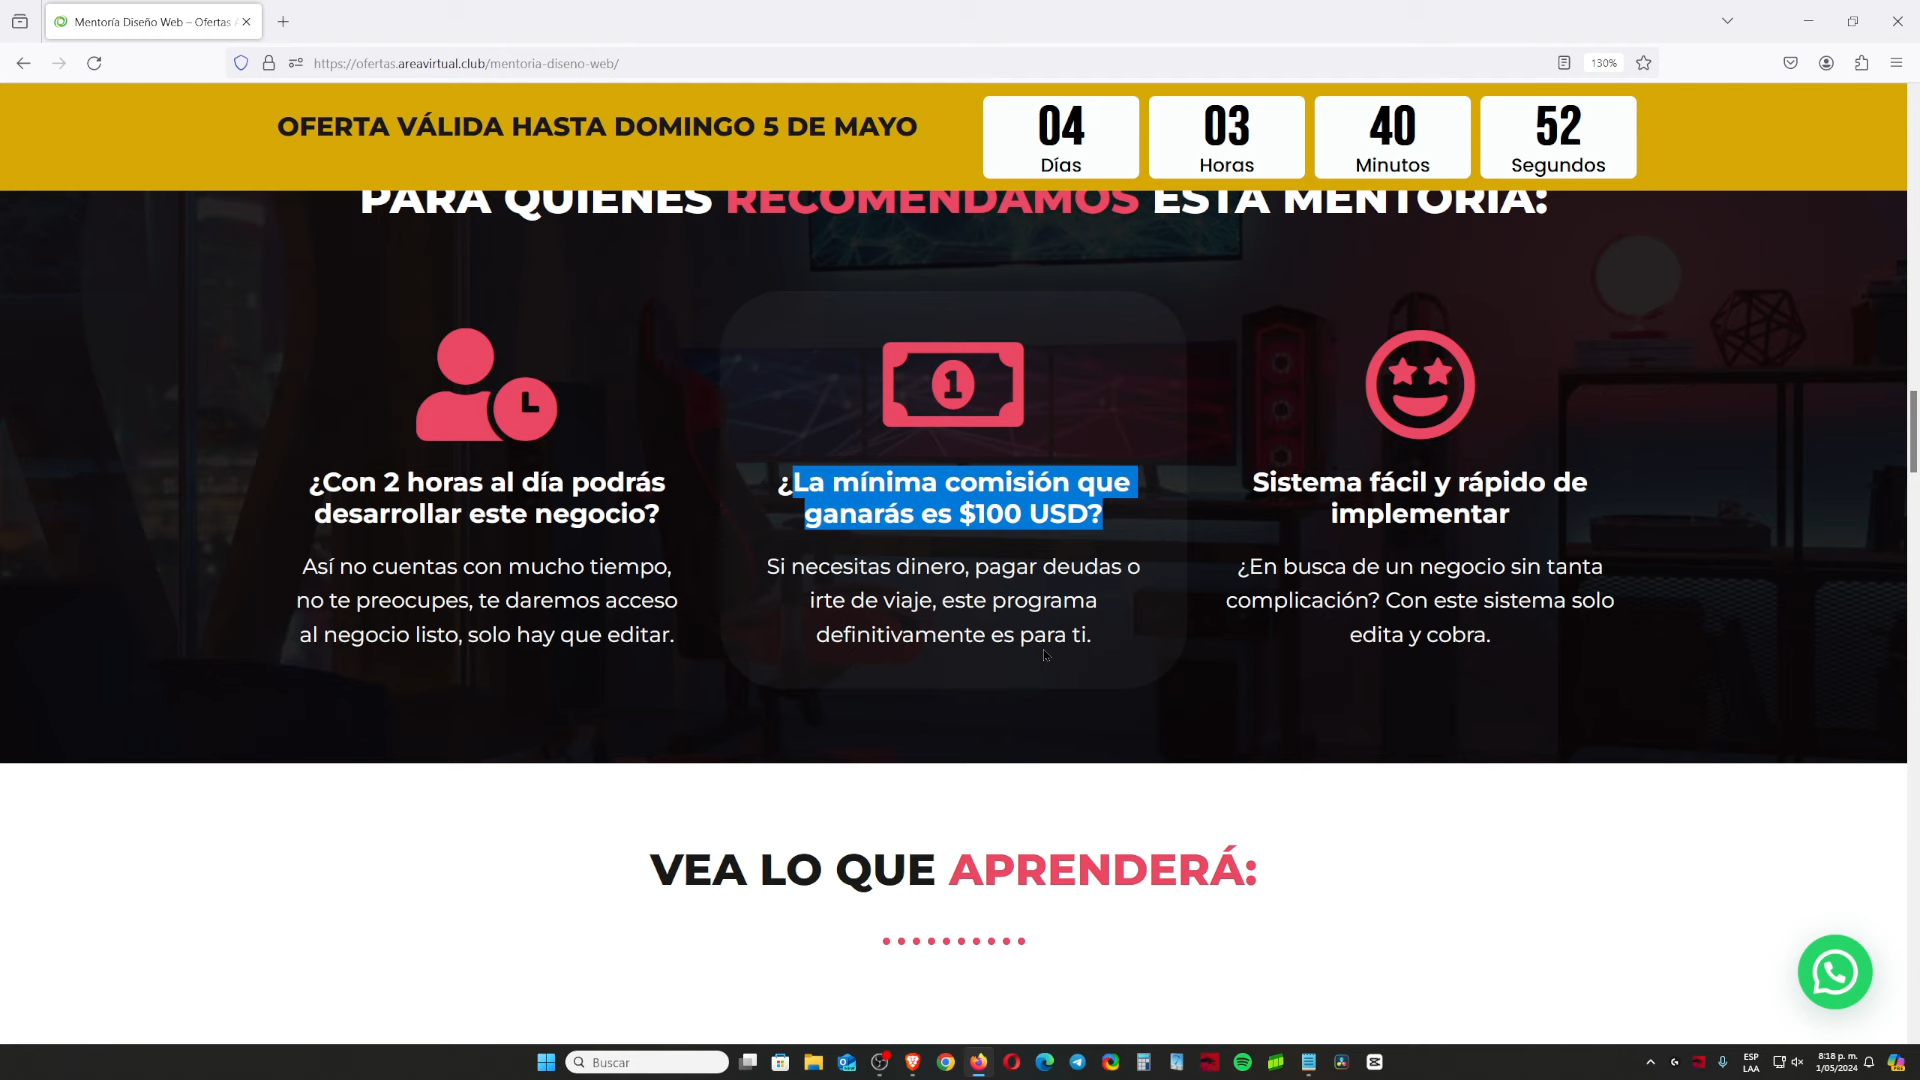 Mentoría Diseño Web – Ofertas
https://ofertas.areavirtual.club/mentoria-diseno-web/
130%
OFERTA VÁLIDA HASTA DOMINGO 5 DE MAYO
04
Días
03
Horas
40
Minutos
52
Segundos
PARA QUIENES RECOMENDAMOS ESTA MENTORIA:
1
¿Con 2 horas al día podrás
desarrollar este negocio?
Así no cuentas con mucho tiempo,
no te preocupes, te daremos acceso
al negocio listo, solo hay que editar.
¿La mínima comisión que
ganarás es $100 USD?
Si necesitas dinero, pagar deudas o
irte de viaje, este programa
definitivamente es para ti.
Sistema fácil y rápido de
implementar
¿En busca de un negocio sin tanta
complicación? Con este sistema solo
edita y cobra.
VEA LO QUE APRENDERÁ:
Buscar
ESP
LAA
8:18 p. m.
1/05/2024